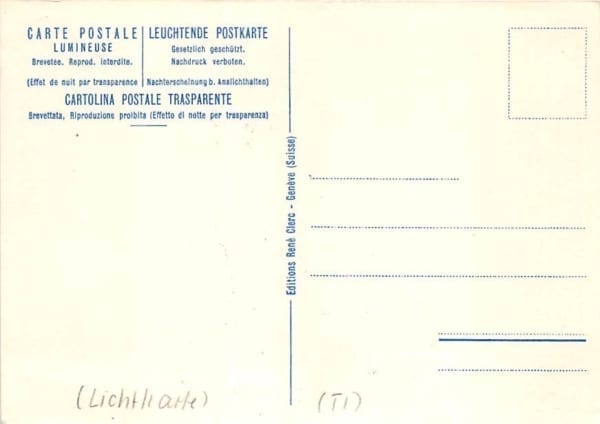 CARTE POSTALE
LUMINEUSE
Brevetée. Reprod. interdite.
(Effet de nuit par transparence
LEUCHTENDE POSTKARTE
Gesetzlich geschützt.
Nachdruck verboten.
Nachterscheinung b. Anslichthalten)
CARTOLINA POSTALE TRASPARENTE
Brevettata, Riproduzione proibita (Effetto di notte per trasparenza)
Editions René Clerc - Genève (Suisse)
(Lichtkarte)
(TI)